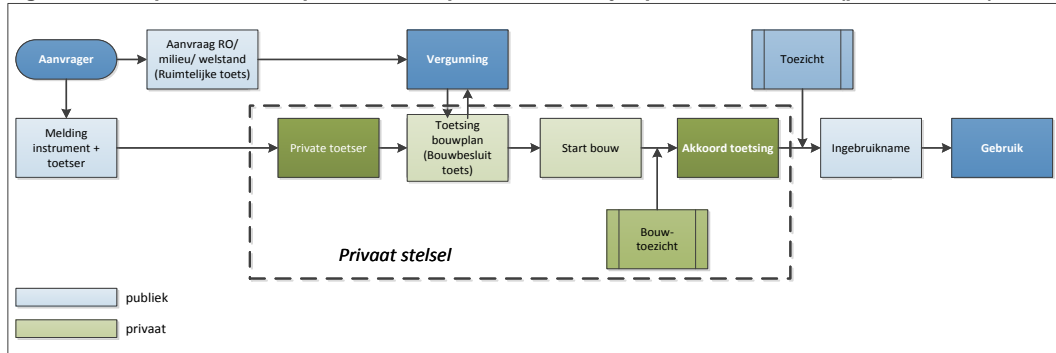 Aanvrager
Aanvraag RO/
milieu/ welstand
(Ruimtelijke toets)
Vergunning
Toezicht
Melding
instrument +
toetser
Private toetser
Toetsing
bouwplan
(Bouwbesluit
toets)
Start bouw
Akkoord toetsing
Ingebruikname
Gebruik
Bouw-
toezicht
Privaat stelsel
publiek
privaat